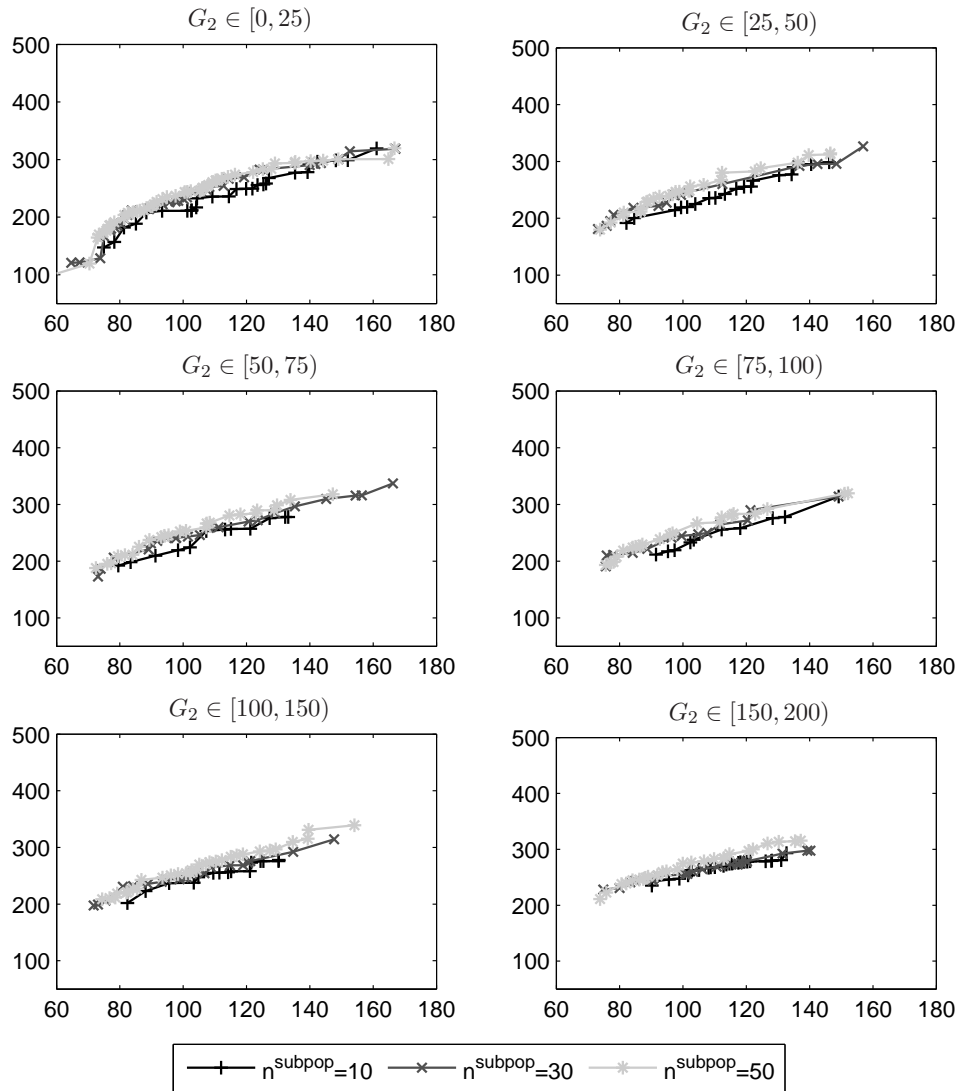 G₂ ∈ [0, 25)
500
400
300
200
100
60 80 100 120 140 160 180
G₂ ∈ [25, 50)
500
400
300
200
100
60 80 100 120 140 160 180
G₂ ∈ [50, 75)
500
400
300
200
100
60 80 100 120 140 160 180
G₂ ∈ [75, 100)
500
400
300
200
100
60 80 100 120 140 160 180
G₂ ∈ [100, 150)
500
400
300
200
100
60 80 100 120 140 160 180
G₂ ∈ [150, 200)
500
400
300
200
100
60 80 100 120 140 160 180
n^subpop=10 n^subpop=30 n^subpop=50